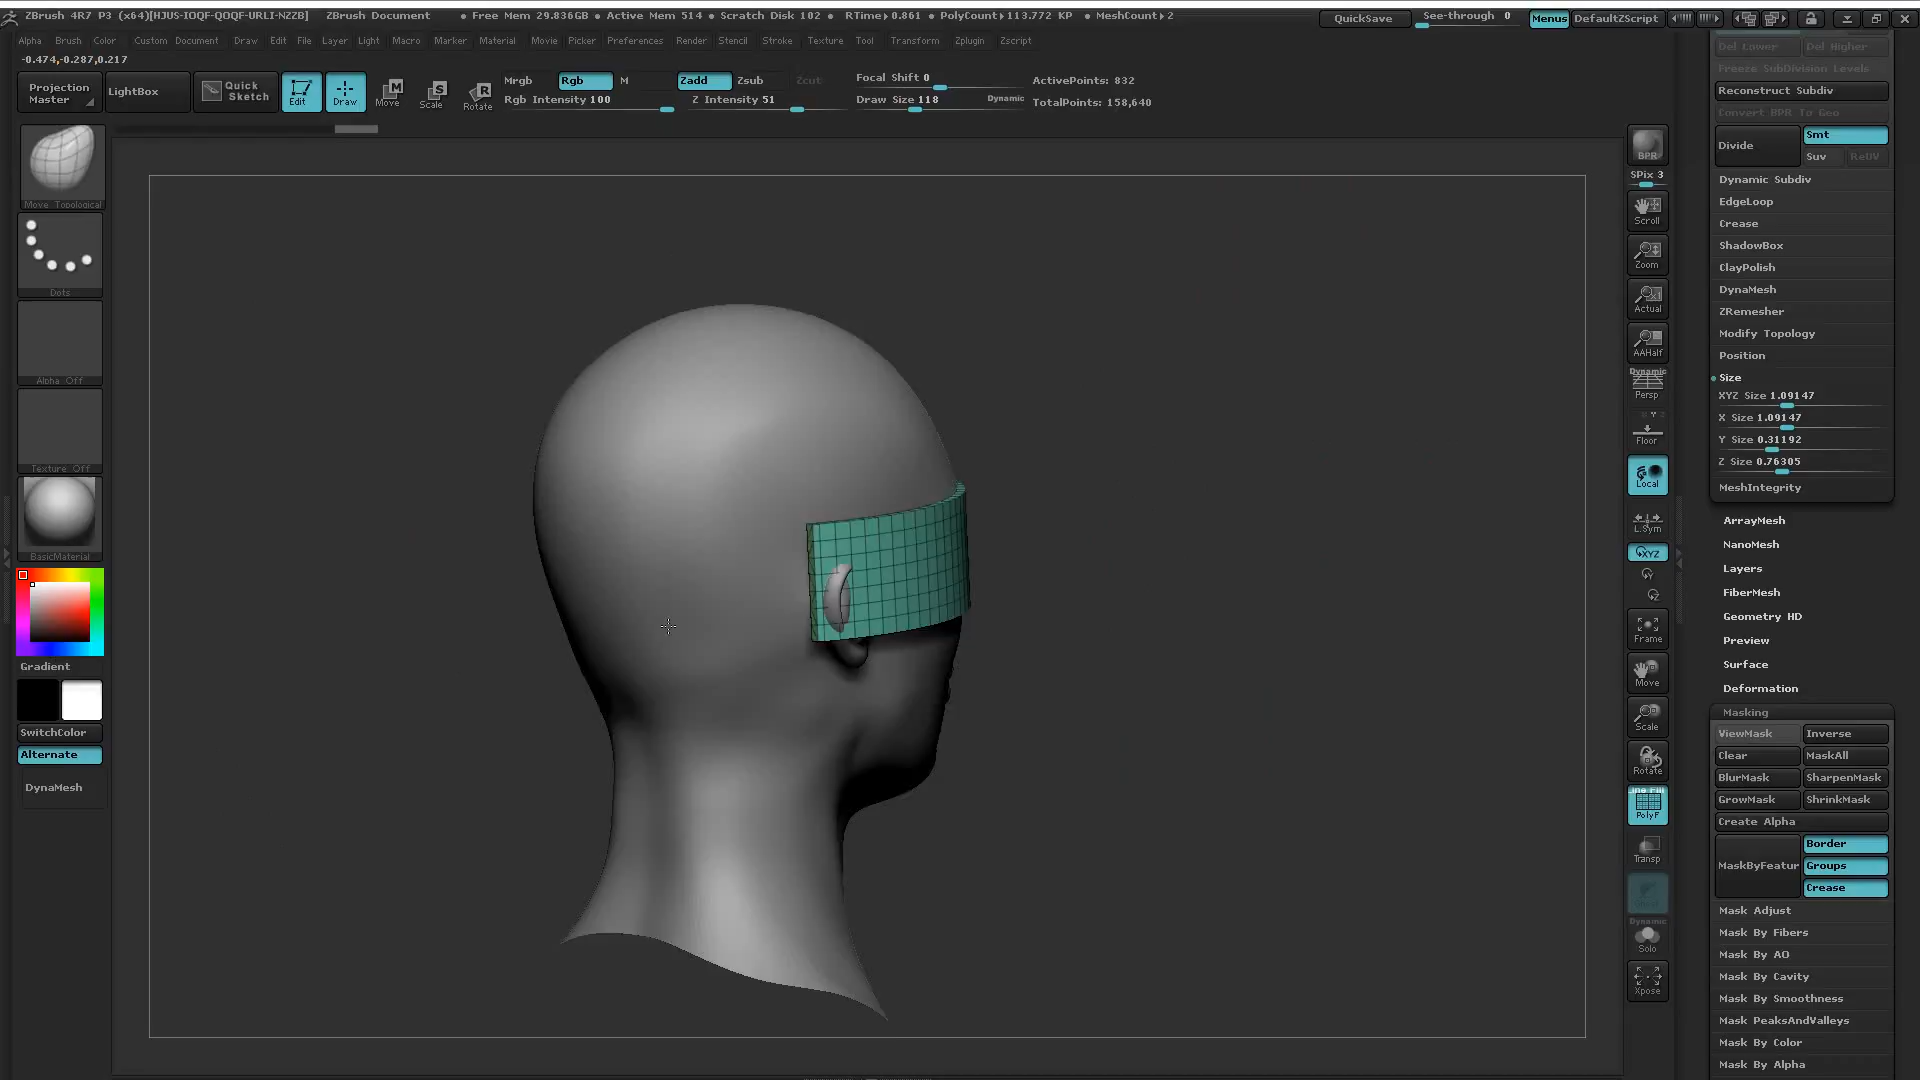 ZBrush 4R7 P3 (x64)[HJUS-IOQF-QOQF-URLI-NZZB] ZBrush Document • Free Mem 29.836GB • Active Mem 514 • Scratch Disk 102 • RTime▸0.861 • PolyCount▸113.772 KP • MeshCount▸2 QuickSave See-through 0 Menus DefaultZScript
Alpha Brush Color Custom Document Draw Edit File Layer Light Macro Marker Material Movie Picker Preferences Render Stencil Stroke Texture Tool Transform Zplugin Zscript
-0.474,-0.287,0.217
Projection Master
LightBox
Quick Sketch
Edit
Draw
Move
Scale
Rotate
Mrgb Rgb M
Rgb Intensity 100
Zadd Zsub Zcut
Z Intensity 51
Focal Shift 0
Draw Size 118 Dynamic
ActivePoints: 832
TotalPoints: 158,640
Move Topological
Dots
Alpha Off
Texture Off
BasicMaterial
Gradient
SwitchColor
Alternate
DynaMesh
BPR
SPix 3
Scroll
Zoom
Actual
AAHalf
Dynamic
Persp
Floor
Local
L.Sym
XYZ
Frame
Move
Scale
Rotate
Line Fill
PolyF
Transp
Dynamic
Solo
Xpose
Del Lower Del Higher
Freeze SubDivision Levels
Reconstruct Subdiv
Convert BPR To Geo
Divide Smt
Suv ReUV
Dynamic Subdiv
EdgeLoop
Crease
ShadowBox
ClayPolish
DynaMesh
ZRemesher
Modify Topology
Position
Size
XYZ Size 1.09147
X Size 1.09147
Y Size 0.31192
Z Size 0.76305
MeshIntegrity
ArrayMesh
NanoMesh
Layers
FiberMesh
Geometry HD
Preview
Surface
Deformation
Masking
ViewMask Inverse
Clear MaskAll
BlurMask SharpenMask
GrowMask ShrinkMask
Create Alpha
MaskByFeatur Border
Groups
Crease
Mask Adjust
Mask By Fibers
Mask By AO
Mask By Cavity
Mask By Smoothness
Mask PeaksAndValleys
Mask By Color
Mask By Alpha